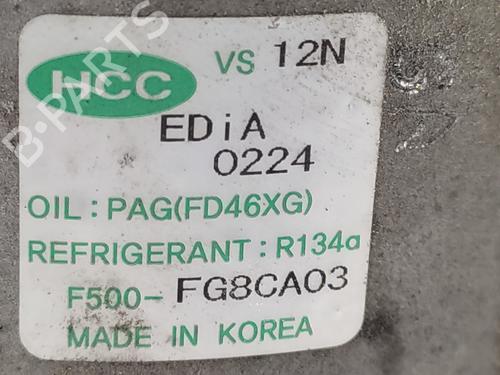 HCC VS 12N
EDiA
0224
OIL : PAG(FD46XG)
REFRIGERANT : R134a
F500- FG8CA03
MADE IN KOREA
B-PARTS